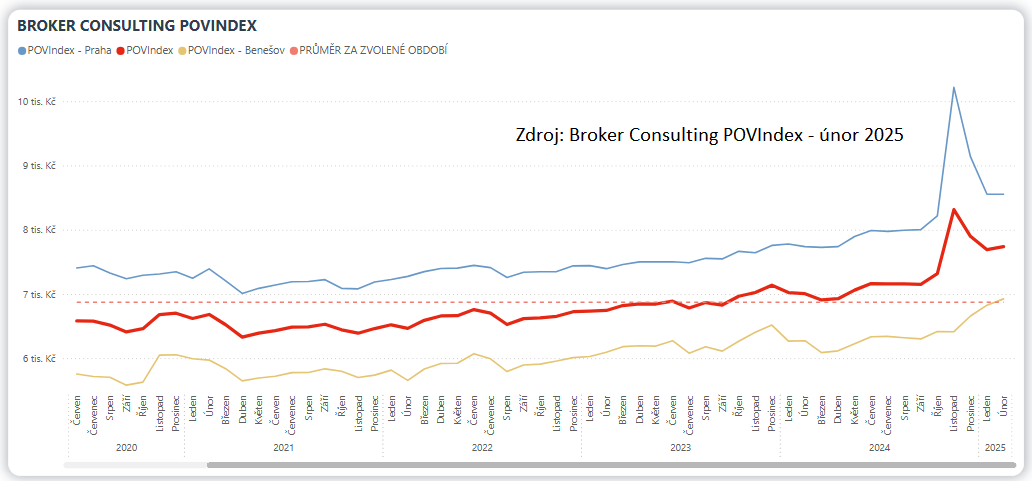 BROKER CONSULTING POVINDEX
POVIndex - Praha POVIndex POVIndex - Benešov PRŮMĚR ZA ZVOLENÉ OBDOBÍ
10 tis. Kč
Zdroj: Broker Consulting POVIndex - únor 2025
9 tis. Kč
8 tis. Kč
7 tis. Kč
6 tis. Kč
Červen Červenec Srpen Září Říjen Listopad Prosinec Leden Únor Březen Duben Květen Červen Červenec Srpen Září Říjen Listopad Prosinec Leden Únor Březen Duben Květen Červen Červenec Srpen Září Říjen Listopad Prosinec Leden Únor Březen Duben Květen Červen Červenec Srpen Září Říjen Listopad Prosinec Leden Únor Březen Duben Květen Červen Červenec Srpen Září Říjen Listopad Prosinec Leden Únor
2020 2021 2022 2023 2024 2025